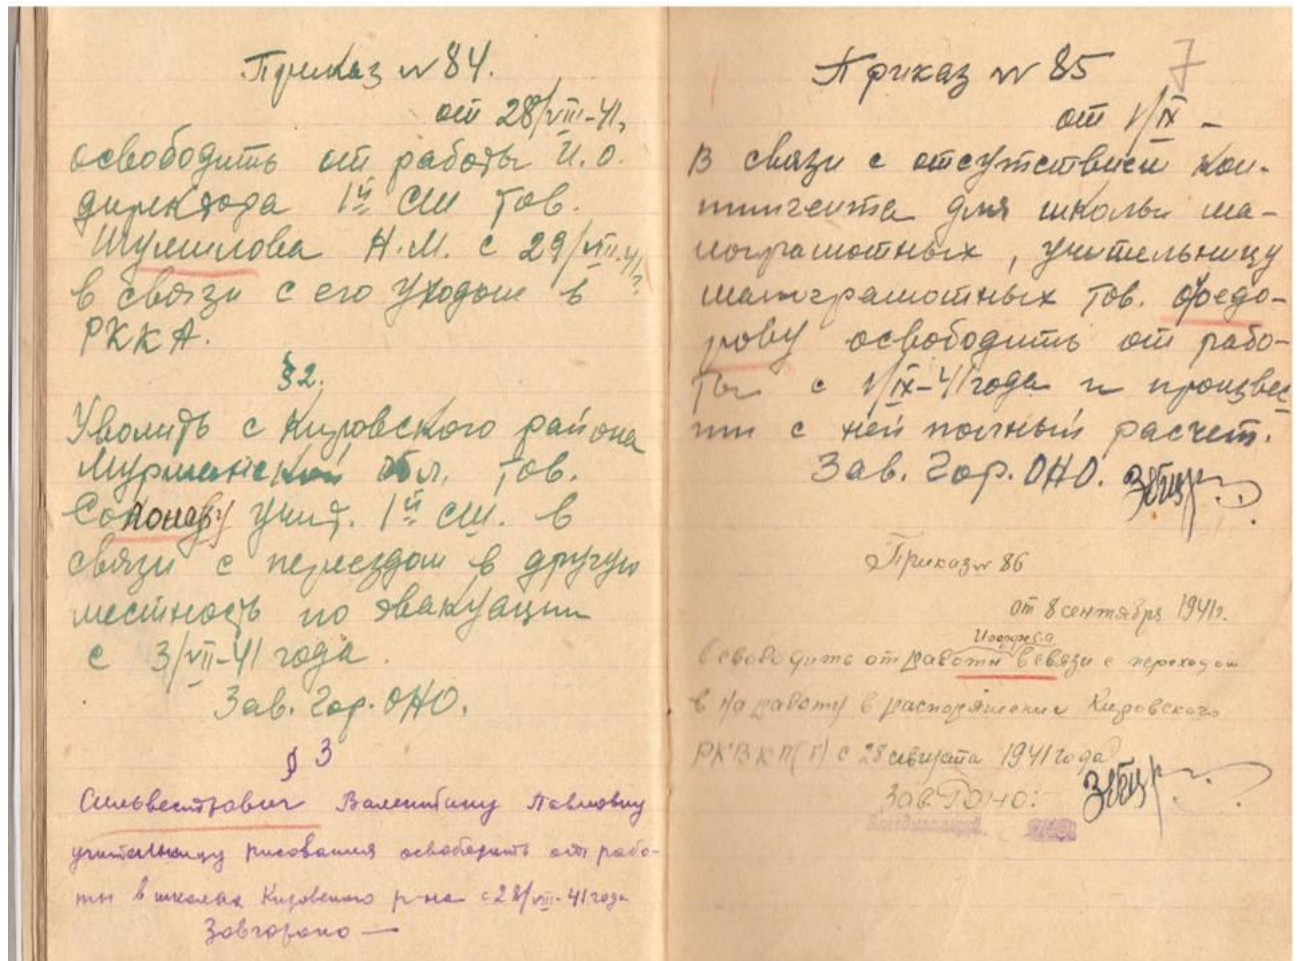 Приказ № 84.
от 28/VIII-41г.
освободить от работы И.О.
директора 1й СШ тов.
Шумилова Н.М. с 29/VIII-41г.
в связи с его уходом в
РККА.
§2.
Уволить с Кировского района
Мурманской обл. тов.
учит. 1й сш. в
связи с переездом в другую
местность по эвакуации
с 3/VII-41 года.
Зав. Гор. ОНО.
§ 3
Сильвестрович Валентину Павловну
учительницу рисования освободить от рабо-
ты в школах Кировского р-на с 28/VIII-41 года
Завгороно —
7
Приказ № 85
от 1/IX –
В связи с отсутствием кон-
тингента для школы ма-
лограмотных, учительницу
малограмотных тов. Федо-
рову освободить от рабо-
ты с 1/IX-41 года и произвес
ти с ней полный расчет.
Зав. Гор. ОНО.
Приказ № 86
от 8 сентября 1941г.
освободить от работы в связи с переходом
в на работу в распоряжение Кировского
РК ВКП(б) с 28 августа 1941 года
Зав. ГОНО: